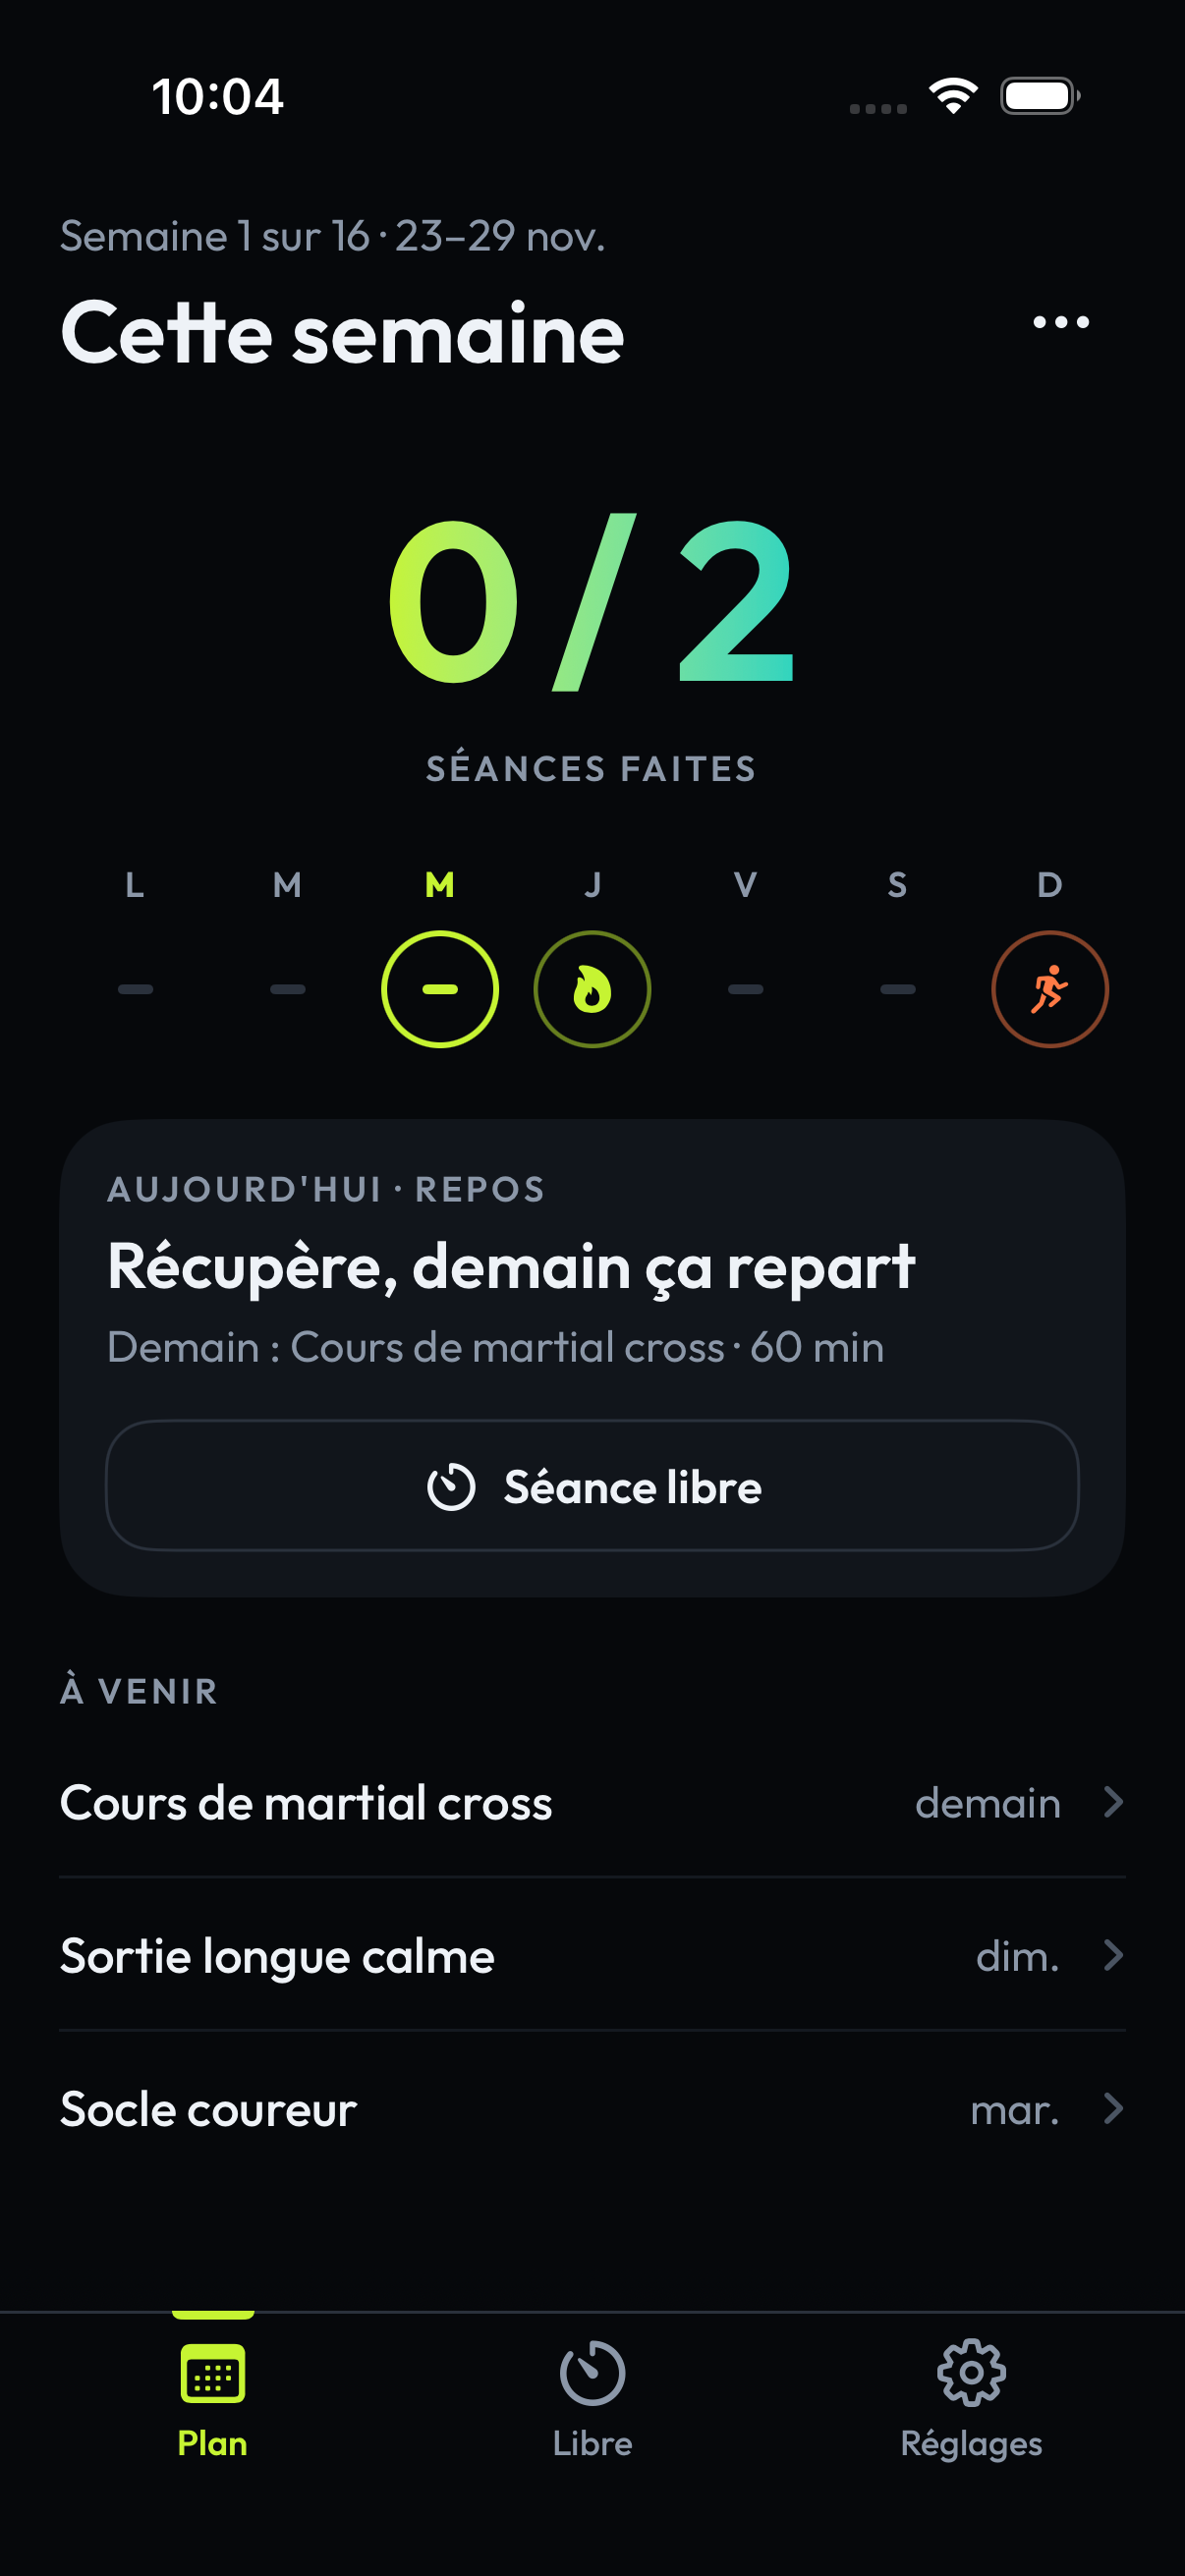 10:04
Semaine 1 sur 16 · 23–29 nov.
Cette semaine
0/2
SÉANCES FAITES
L M M J V S D
AUJOURD'HUI · REPOS
Récupère, demain ça repart
Demain : Cours de martial cross · 60 min
Séance libre
À VENIR
Cours de martial cross demain
Sortie longue calme dim.
Socle coureur mar.
Plan Libre Réglages